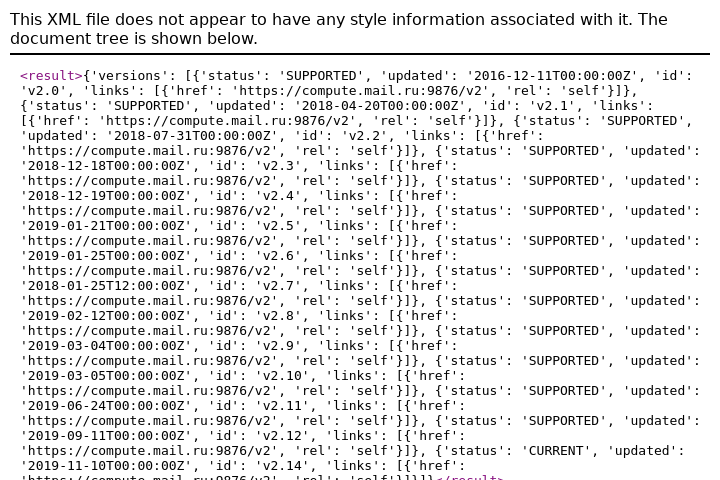 This XML file does not appear to have any style information associated with it. The
document tree is shown below.
<result>{'versions': [{'status': 'SUPPORTED', 'updated': '2016-12-11T00:00:00Z', 'id':
'v2.0', 'links': [{'href': 'https://compute.mail.ru:9876/v2', 'rel': 'self'}]},
{'status': 'SUPPORTED', 'updated': '2018-04-20T00:00:00Z', 'id': 'v2.1', 'links':
[{'href': 'https://compute.mail.ru:9876/v2', 'rel': 'self'}]}, {'status': 'SUPPORTED',
'updated': '2018-07-31T00:00:00Z', 'id': 'v2.2', 'links': [{'href':
'https://compute.mail.ru:9876/v2', 'rel': 'self'}]}, {'status': 'SUPPORTED', 'updated':
'2018-12-18T00:00:00Z', 'id': 'v2.3', 'links': [{'href':
'https://compute.mail.ru:9876/v2', 'rel': 'self'}]}, {'status': 'SUPPORTED', 'updated':
'2018-12-19T00:00:00Z', 'id': 'v2.4', 'links': [{'href':
'https://compute.mail.ru:9876/v2', 'rel': 'self'}]}, {'status': 'SUPPORTED', 'updated':
'2019-01-21T00:00:00Z', 'id': 'v2.5', 'links': [{'href':
'https://compute.mail.ru:9876/v2', 'rel': 'self'}]}, {'status': 'SUPPORTED', 'updated':
'2019-01-25T00:00:00Z', 'id': 'v2.6', 'links': [{'href':
'https://compute.mail.ru:9876/v2', 'rel': 'self'}]}, {'status': 'SUPPORTED', 'updated':
'2018-01-25T12:00:00Z', 'id': 'v2.7', 'links': [{'href':
'https://compute.mail.ru:9876/v2', 'rel': 'self'}]}, {'status': 'SUPPORTED', 'updated':
'2019-02-12T00:00:00Z', 'id': 'v2.8', 'links': [{'href':
'https://compute.mail.ru:9876/v2', 'rel': 'self'}]}, {'status': 'SUPPORTED', 'updated':
'2019-03-04T00:00:00Z', 'id': 'v2.9', 'links': [{'href':
'https://compute.mail.ru:9876/v2', 'rel': 'self'}]}, {'status': 'SUPPORTED', 'updated':
'2019-03-05T00:00:00Z', 'id': 'v2.10', 'links': [{'href':
'https://compute.mail.ru:9876/v2', 'rel': 'self'}]}, {'status': 'SUPPORTED', 'updated':
'2019-06-24T00:00:00Z', 'id': 'v2.11', 'links': [{'href':
'https://compute.mail.ru:9876/v2', 'rel': 'self'}]}, {'status': 'SUPPORTED', 'updated':
'2019-09-11T00:00:00Z', 'id': 'v2.12', 'links': [{'href':
'https://compute.mail.ru:9876/v2', 'rel': 'self'}]}, {'status': 'CURRENT', 'updated':
'2019-11-10T00:00:00Z', 'id': 'v2.14', 'links': [{'href':
'https://compute.mail.ru:9876/v2', 'rel': 'self'}]}]}</result>